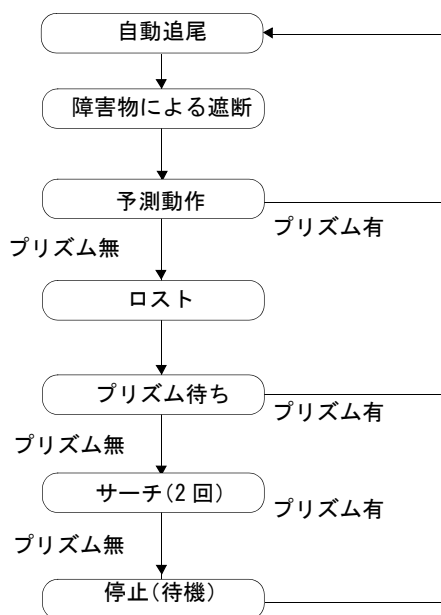 自動追尾
障害物による遮断
予測動作
プリズム有
プリズム無
ロスト
プリズム待ち
プリズム有
プリズム無
サーチ(2回)
プリズム有
プリズム無
停止(待機)